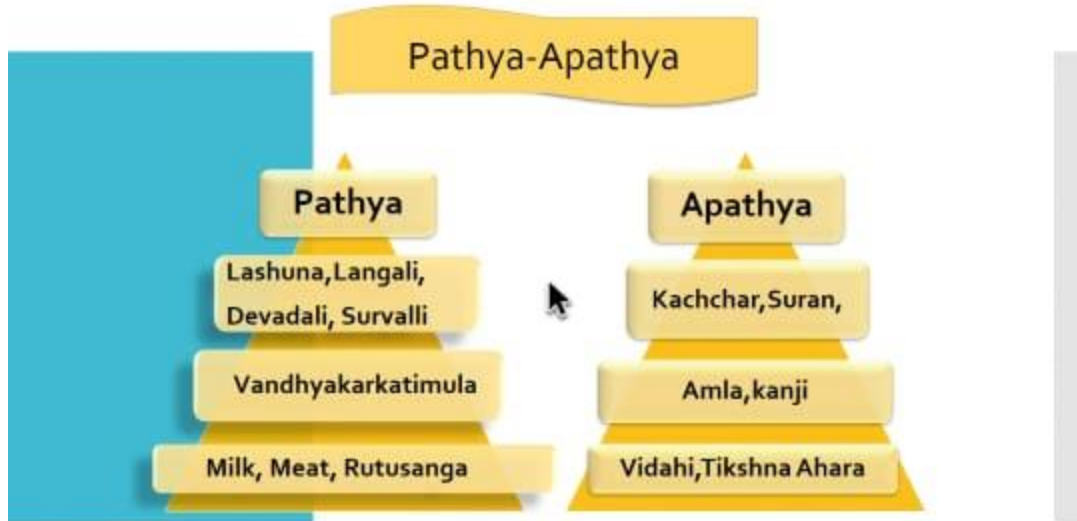 Pathya-Apathya
Pathya
Lashuna,Langali,
Devadali, Survalli
Vandhyakarkatimula
Milk, Meat, Rutusanga
Apathya
Kachchar,Suran,
Amla,kanji
Vidahi,Tikshna Ahara